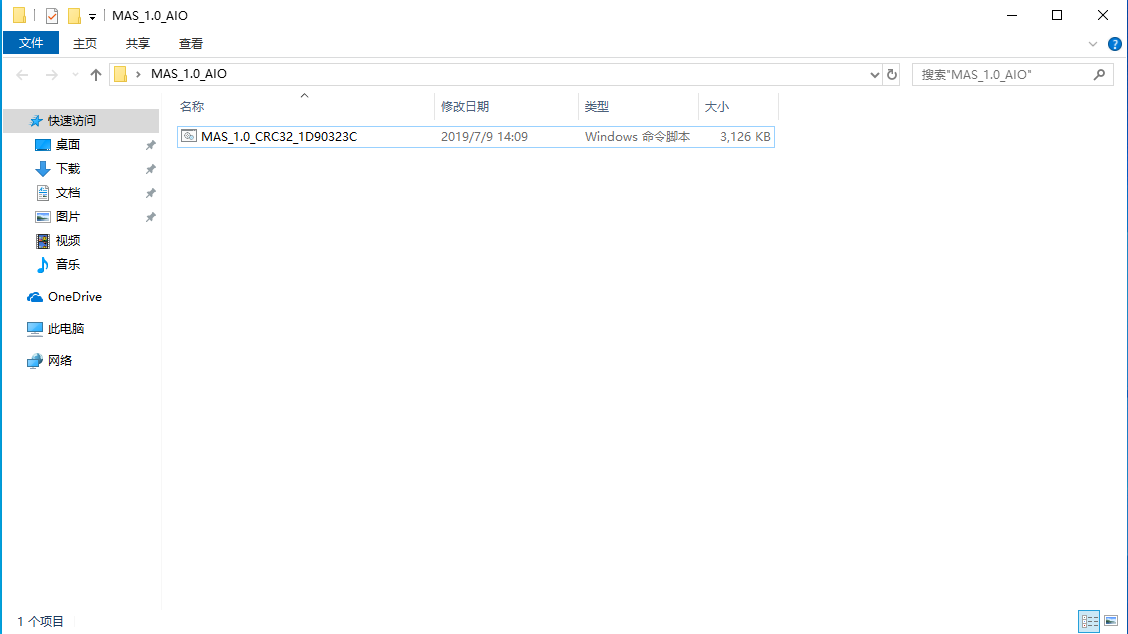 MAS_1.0_AIO
文件 主页 共享 查看
MAS_1.0_AIO 搜索"MAS_1.0_AIO"
名称 修改日期 类型 大小
快速访问
MAS_1.0_CRC32_1D90323C 2019/7/9 14:09 Windows 命令脚本 3,126 KB
桌面
下载
文档
图片
视频
音乐
OneDrive
此电脑
网络
1 个项目